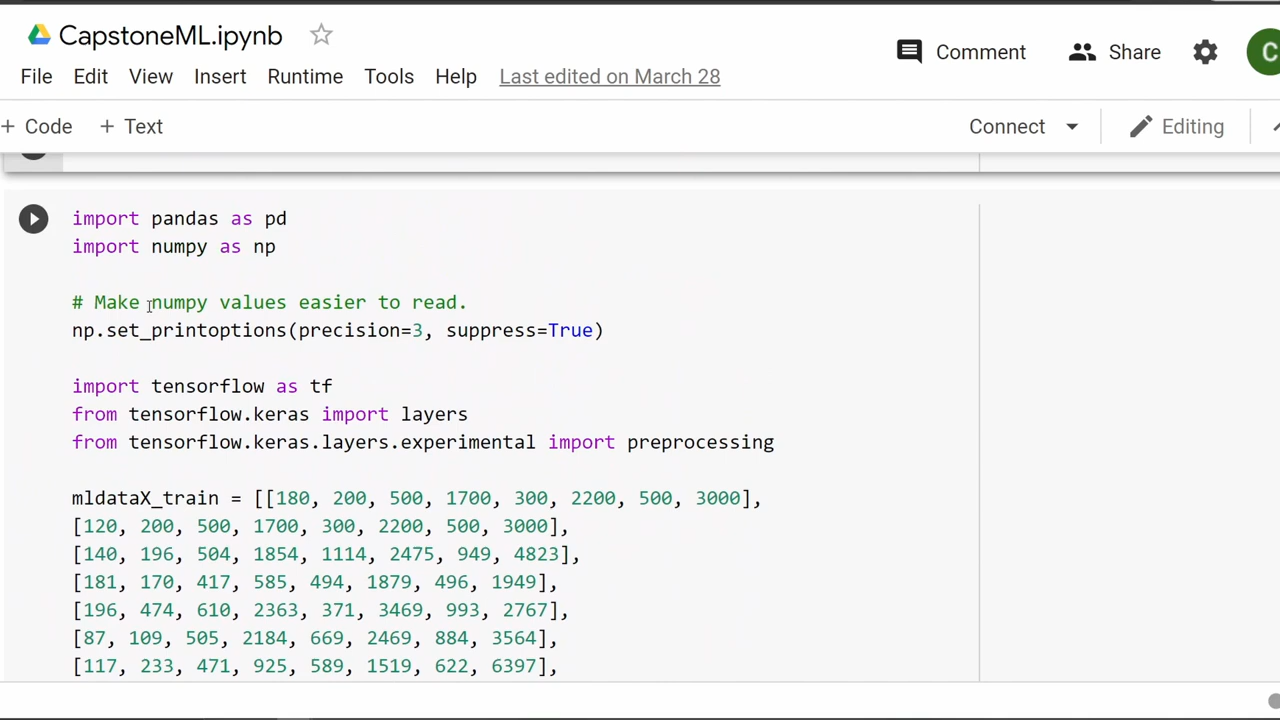 CapstoneML.ipynb
Comment Share C
File Edit View Insert Runtime Tools Help Last edited on March 28
+ Code + Text Connect Editing
import pandas as pd
import numpy as np
# Make numpy values easier to read.
np.set_printoptions(precision=3, suppress=True)
import tensorflow as tf
from tensorflow.keras import layers
from tensorflow.keras.layers.experimental import preprocessing
mldataX_train = [[180, 200, 500, 1700, 300, 2200, 500, 3000],
[120, 200, 500, 1700, 300, 2200, 500, 3000],
[140, 196, 504, 1854, 1114, 2475, 949, 4823],
[181, 170, 417, 585, 494, 1879, 496, 1949],
[196, 474, 610, 2363, 371, 3469, 993, 2767],
[87, 109, 505, 2184, 669, 2469, 884, 3564],
[117, 233, 471, 925, 589, 1519, 622, 6397],